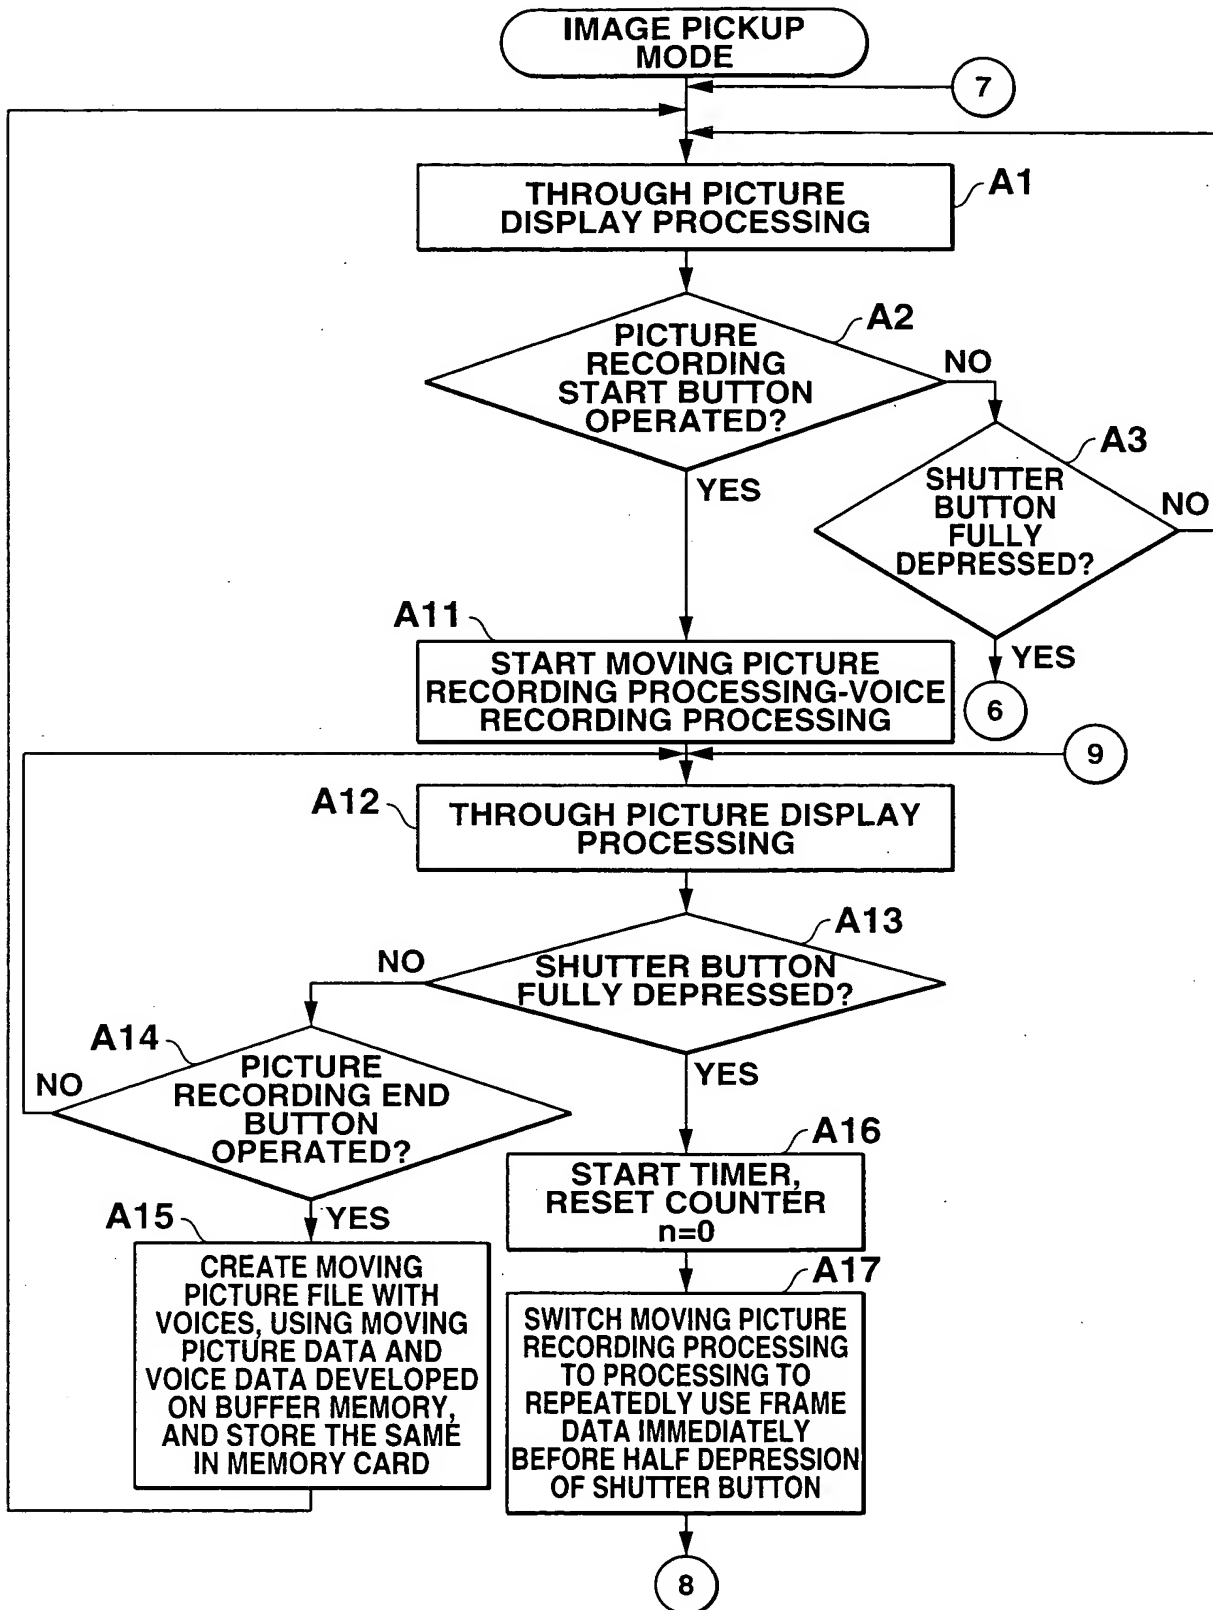 IMAGE PICKUP
MODE
7
THROUGH PICTURE
DISPLAY PROCESSING
A1
PICTURE
RECORDING
START BUTTON
OPERATED?
A2
NO
YES
SHUTTER
BUTTON
FULLY
DEPRESSED?
A3
NO
YES
6
A11
START MOVING PICTURE
RECORDING PROCESSING-VOICE
RECORDING PROCESSING
9
A12
THROUGH PICTURE DISPLAY
PROCESSING
A13
SHUTTER BUTTON
FULLY DEPRESSED?
NO
YES
A14
PICTURE
RECORDING END
BUTTON
OPERATED?
NO
YES
A15
CREATE MOVING
PICTURE FILE WITH
VOICES, USING MOVING
PICTURE DATA AND
VOICE DATA DEVELOPED
ON BUFFER MEMORY,
AND STORE THE SAME
IN MEMORY CARD
A16
START TIMER,
RESET COUNTER
n=0
A17
SWITCH MOVING PICTURE
RECORDING PROCESSING
TO PROCESSING TO
REPEATEDLY USE FRAME
DATA IMMEDIATELY
BEFORE HALF DEPRESSION
OF SHUTTER BUTTON
8